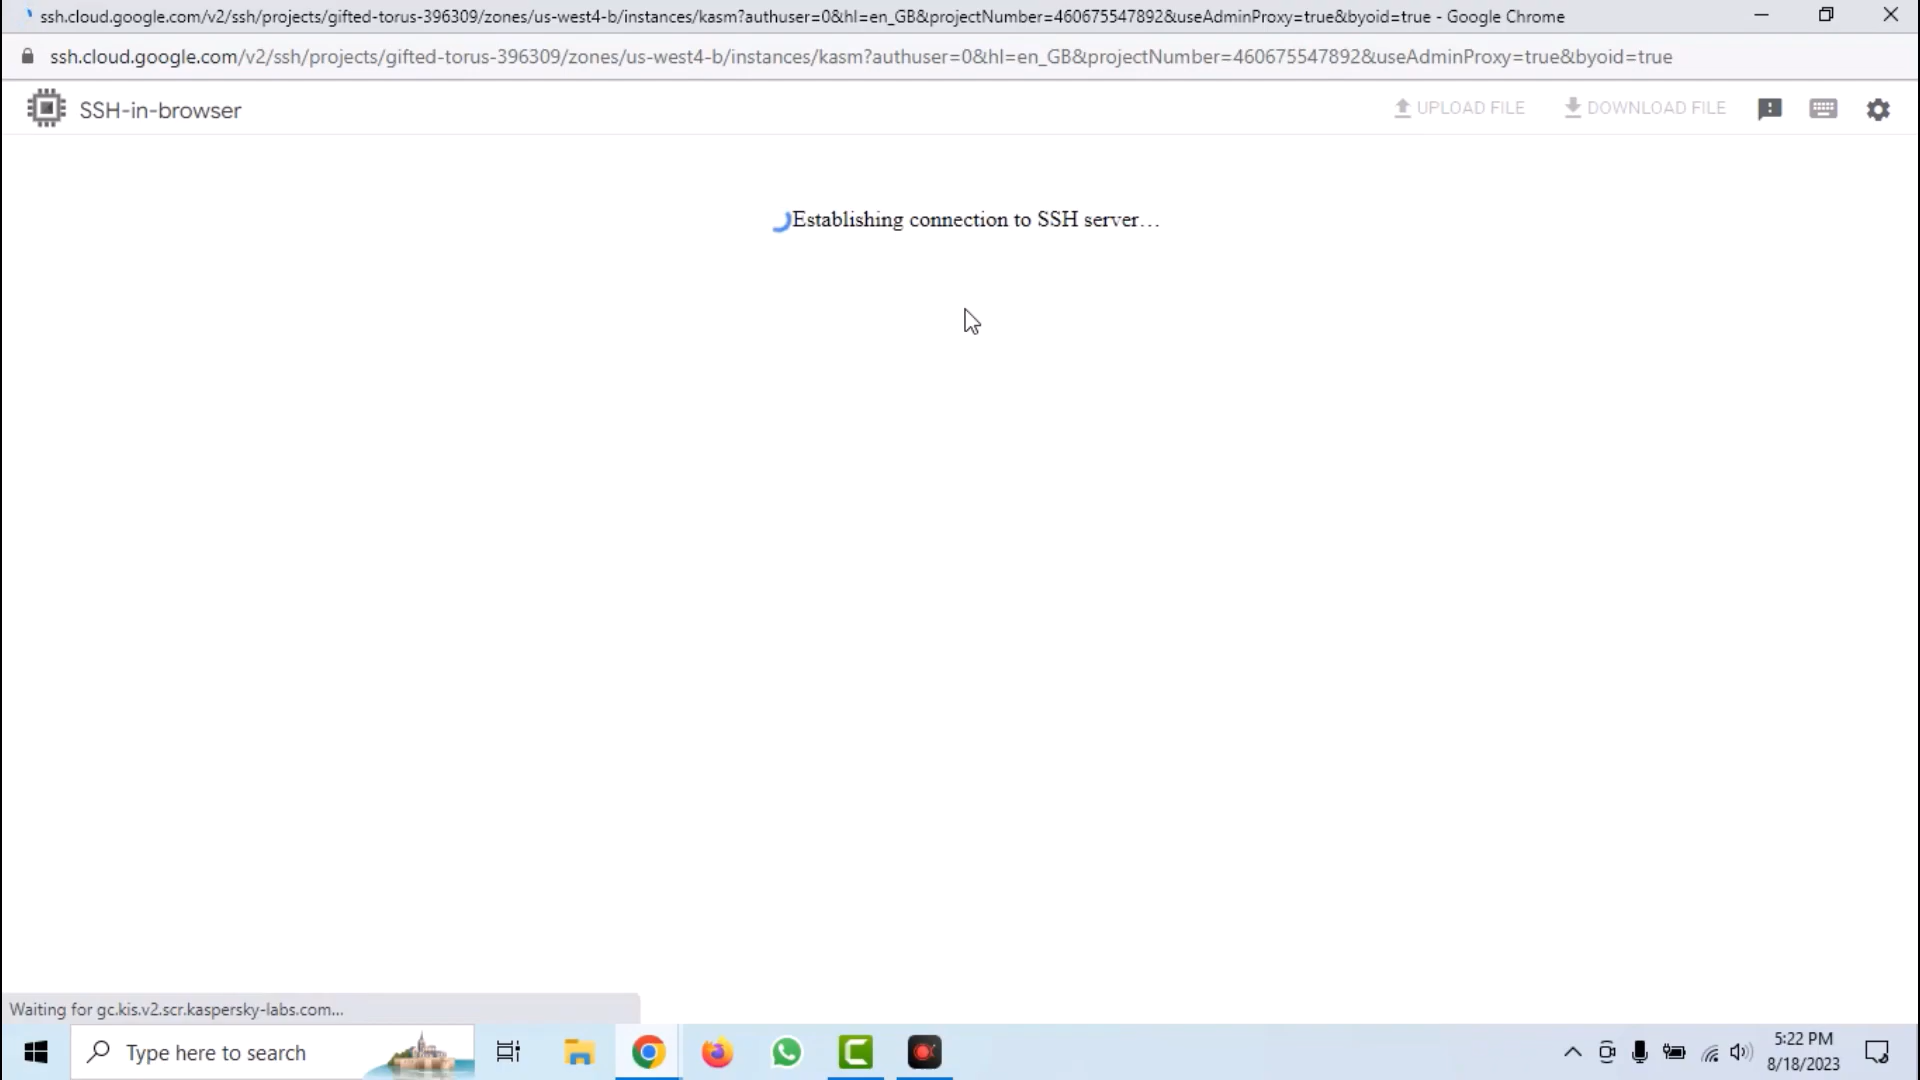 ssh.cloud.google.com/v2/ssh/projects/gifted-torus-396309/zones/us-west4-b/instances/kasm?authuser=0&hl=en_GB&projectNumber=460675547892&useAdminProxy=true&byoid=true - Google Chrome
ssh.cloud.google.com/v2/ssh/projects/gifted-torus-396309/zones/us-west4-b/instances/kasm?authuser=0&hl=en_GB&projectNumber=460675547892&useAdminProxy=true&byoid=true
SSH-in-browser
UPLOAD FILE
DOWNLOAD FILE
Establishing connection to SSH server…
Waiting for gc.kis.v2.scr.kaspersky-labs.com...
Type here to search
5:22 PM
8/18/2023